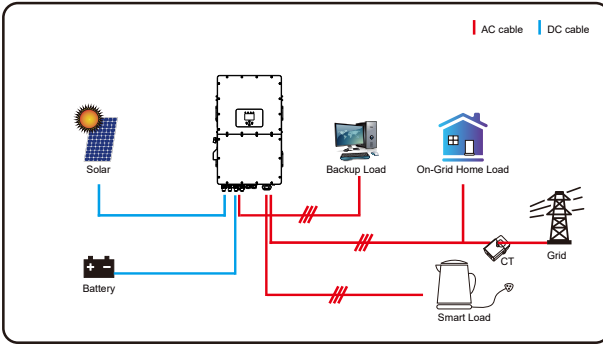 AC cable
DC cable
Solar
Backup Load
On-Grid Home Load
CT
Grid
Battery
Smart Load